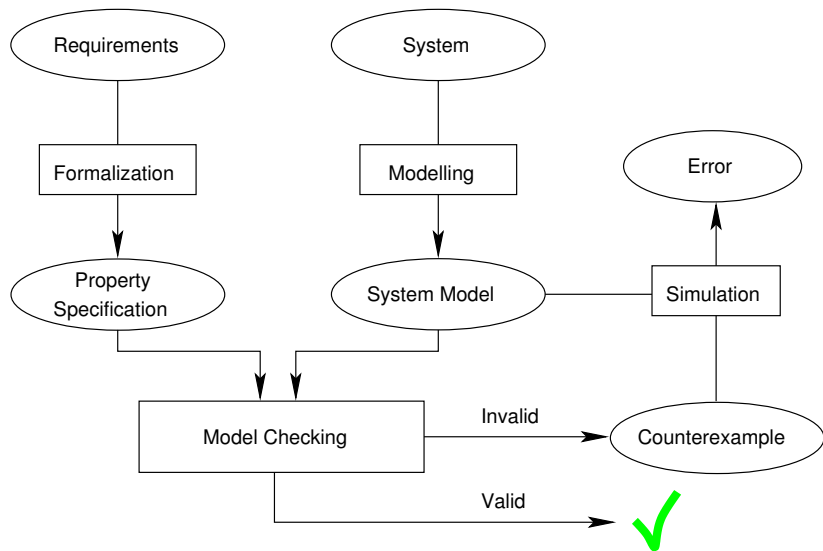 Requirements
System
Formalization
Modelling
Error
Property
Specification
System Model
Simulation
Model Checking
Invalid
Counterexample
Valid